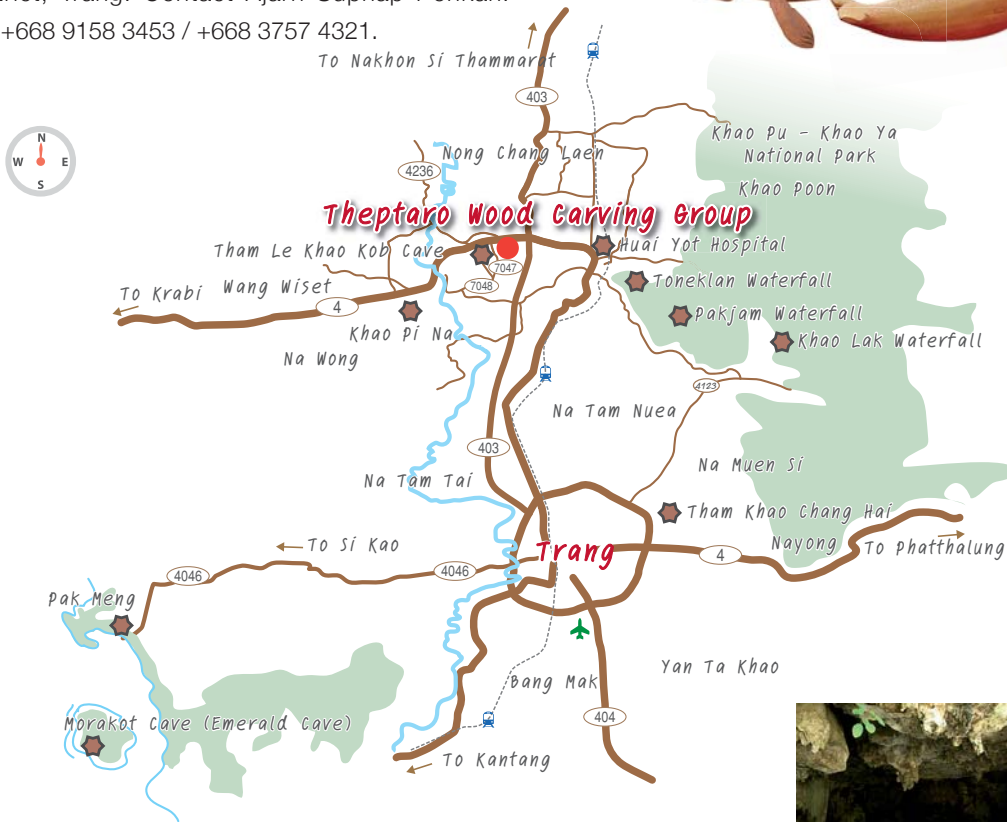 +668 9158 3453 / +668 3757 4321.
To Nakhon Si Thammarat
403
N
W E
S
Khao Pu - Khao Ya
National Park
Nong Chang Laen
4236
Khao Poon
Theptaro Wood Carving Group
Tham Le Khao Kob Cave
Huai Yot Hospital
7047
7048
Toneklan Waterfall
To Krabi
Wang Wiset
4
Pakjam Waterfall
Khao Pi Na
Khao Lak Waterfall
Na Wong
4123
Na Tam Nuea
403
Na Muen Si
Na Tam Tai
Tham Khao Chang Hai
To Si Kao
Trang
4
Nayong
To Phatthalung
4046
4046
Pak Meng
Yan Ta Khao
Bang Mak
404
Morakot Cave (Emerald Cave)
To Kantang